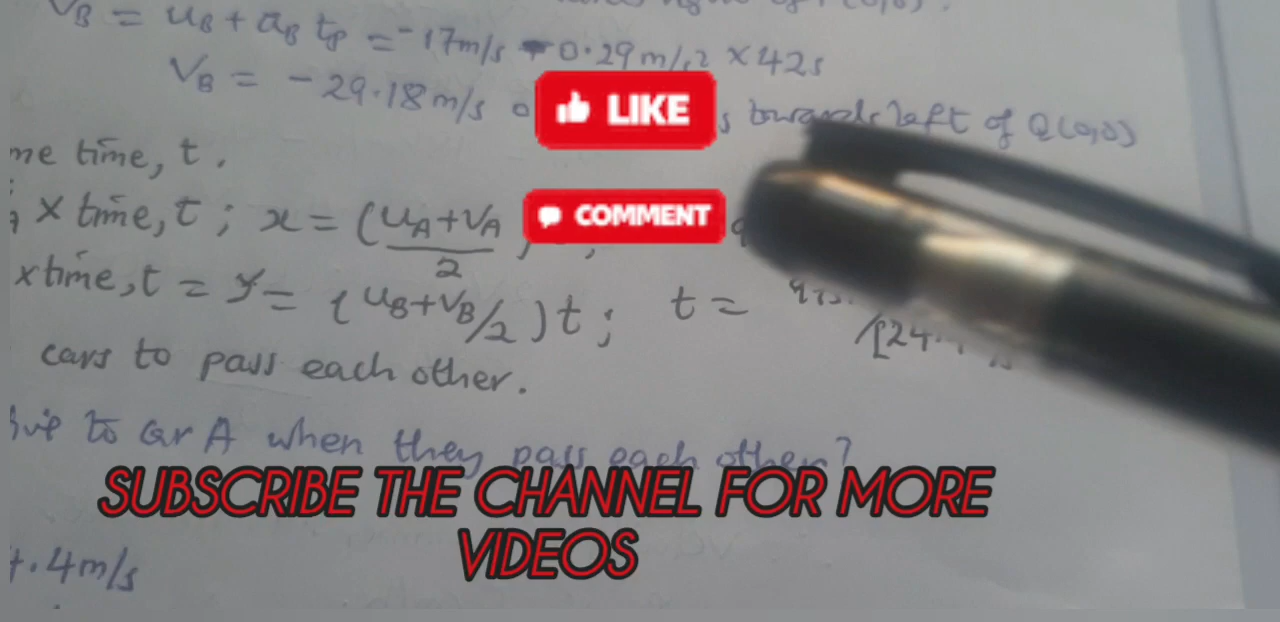 VB = uB + aB tp = -17m/s - 0.29m/s2 × 42s
VB = -29.18m/s
LIKE
towards left of Q(0,0)
me time, t.
× time, t ; x = (uA+vA
2
COMMENT
x time, t = y = (uB+vB/2)t ; t =
/[24.
cars to pass each other.
to Car A when they pass each other?
SUBSCRIBE THE CHANNEL FOR MORE
VIDEOS
.4m/s